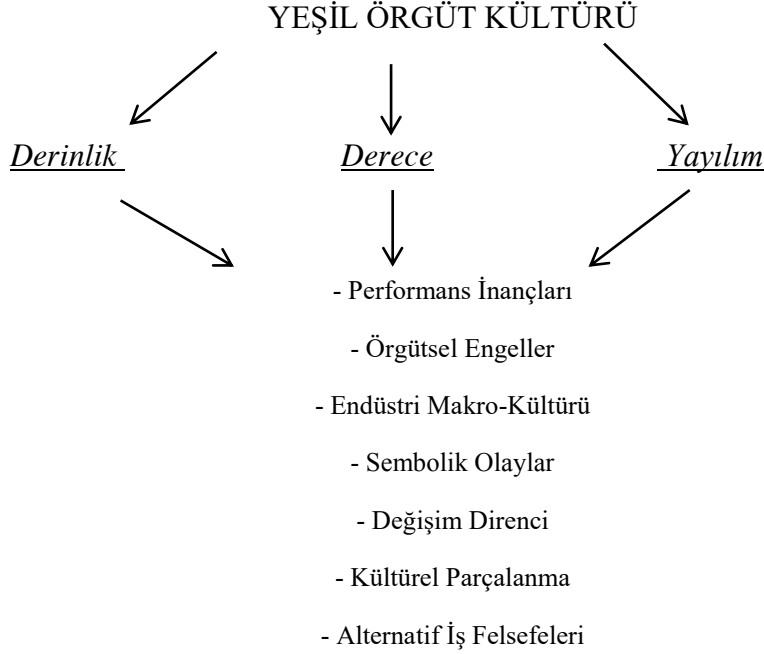 YEŞİL ÖRGÜT KÜLTÜRÜ
Derinlik Derece Yayılım
- Performans İnançları
- Örgütsel Engeller
- Endüstri Makro-Kültürü
- Sembolik Olaylar
- Değişim Direnci
- Kültürel Parçalanma
- Alternatif İş Felsefeleri